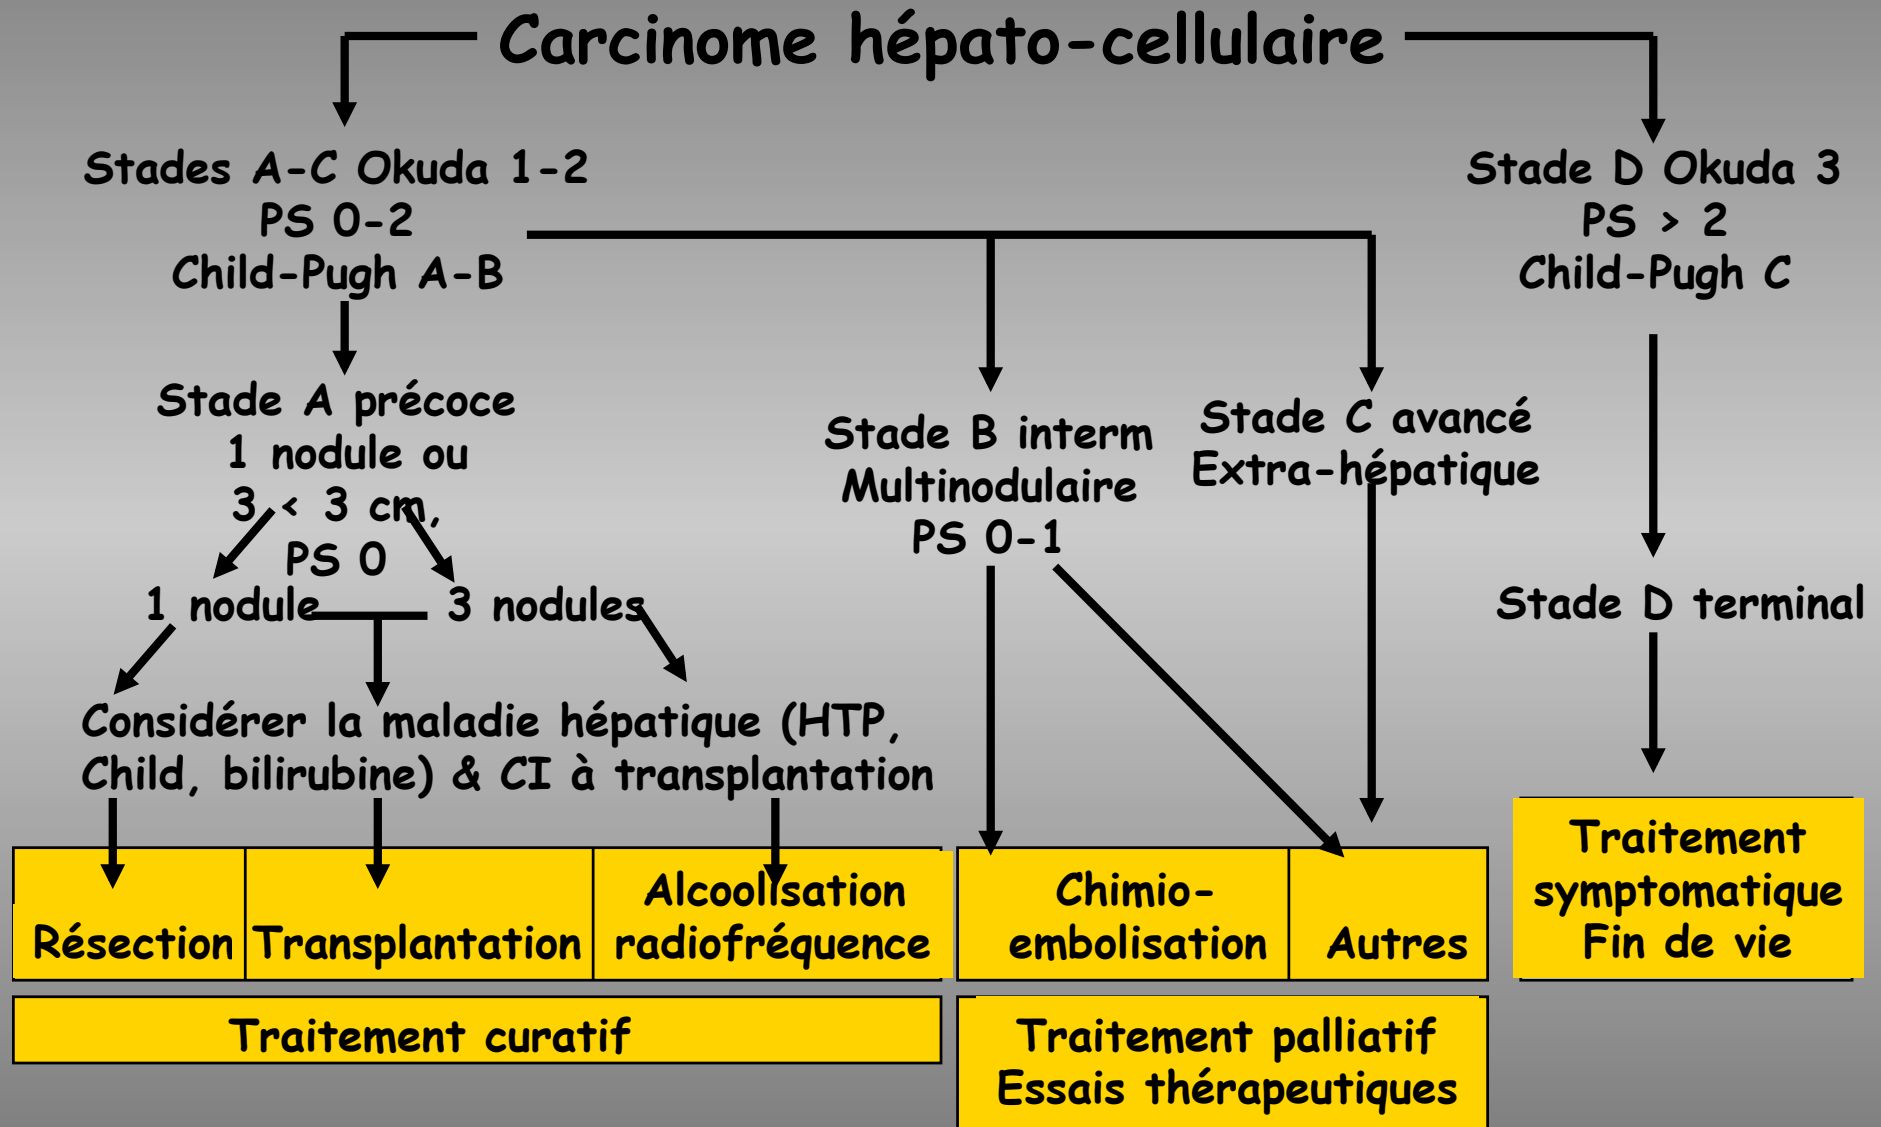 Carcinome hépato-cellulaire
Stades A-C Okuda 1-2
PS 0-2
Child-Pugh A-B
Stade D Okuda 3
PS > 2
Child-Pugh C
Stade A précoce
1 nodule ou
3 < 3 cm,
PS 0
1 nodule
3 nodules
Stade B interm
Multinodulaire
PS 0-1
Stade C avancé
Extra-hépatique
Stade D terminal
Considérer la maladie hépatique (HTP,
Child, bilirubine) & CI à transplantation
Résection
Transplantation
Alcoolisation
radiofréquence
Chimio-
embolisation
Autres
Traitement
symptomatique
Fin de vie
Traitement curatif
Traitement palliatif
Essais thérapeutiques